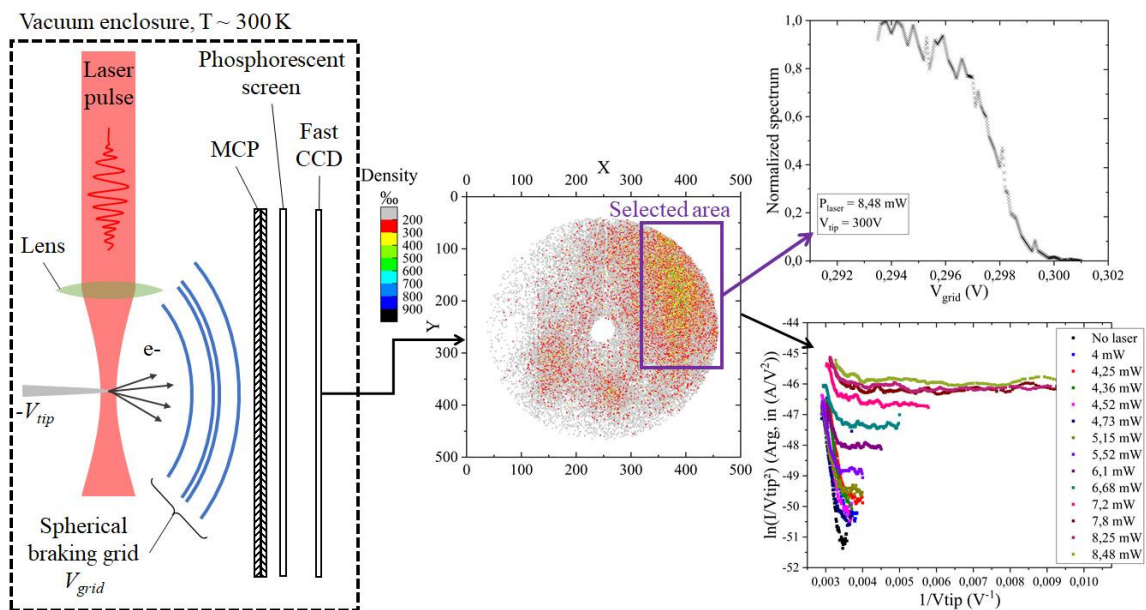 Vacuum enclosure, T ~ 300 K
Laser
pulse
Phosphorescent
screen
MCP
Fast
CCD
Lens
e-
-Vtip
Spherical
braking grid
Vgrid
Density
‰
200
300
400
500
600
700
800
900
X
0 100 200 300 400 500
Selected area
Y
0
100
200
300
400
500
0 100 200 300 400 500
Normalized spectrum
1,0
0,8
0,6
0,4
0,2
0,0
Plaser = 8,48 mW
Vtip = 300V
0,292 0,294 0,296 0,298 0,300 0,302
Vgrid (V)
ln(I/Vtip²) (Arg, in (A/V²))
-44
-45
-46
-47
-48
-49
-50
-51
-52
No laser
4 mW
4,25 mW
4,36 mW
4,52 mW
4,73 mW
5,15 mW
5,52 mW
6,1 mW
6,68 mW
7,2 mW
7,8 mW
8,25 mW
8,48 mW
0,003 0,004 0,005 0,006 0,007 0,008 0,009 0,010
1/Vtip (V⁻¹)